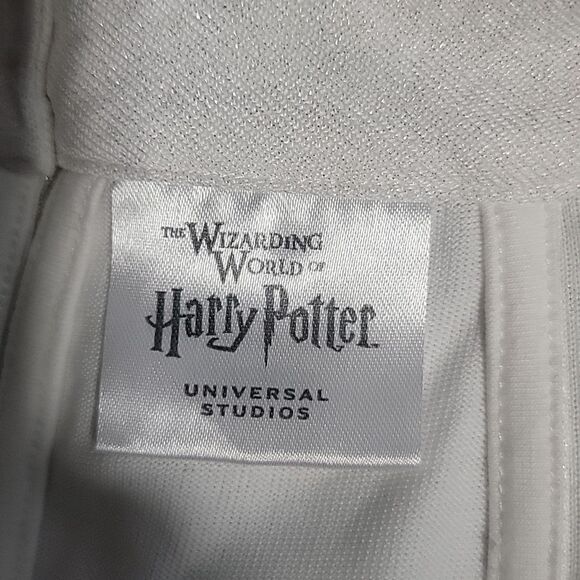 THE WIZARDING
WORLD OF
Harry Potter
UNIVERSAL
STUDIOS